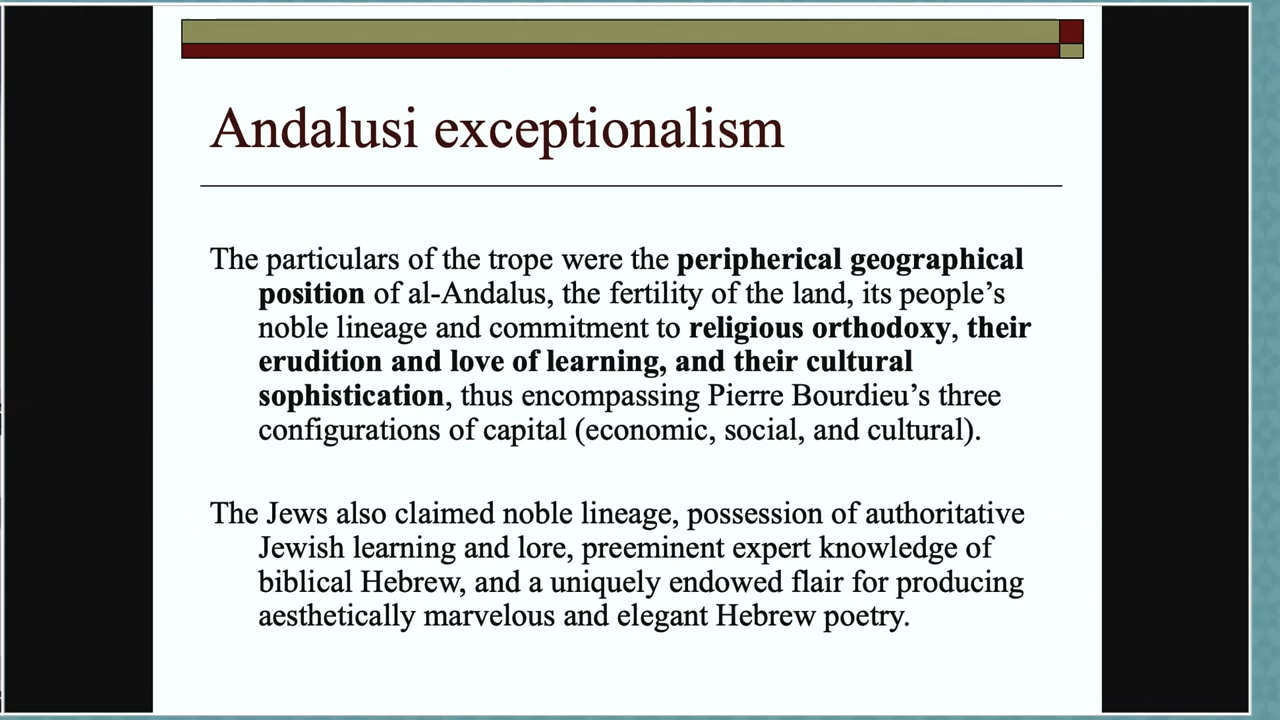 Andalusi exceptionalism
The particulars of the trope were the peripherical geographical
position of al-Andalus, the fertility of the land, its people’s
noble lineage and commitment to religious orthodoxy, their
erudition and love of learning, and their cultural
sophistication, thus encompassing Pierre Bourdieu’s three
configurations of capital (economic, social, and cultural).
The Jews also claimed noble lineage, possession of authoritative
Jewish learning and lore, preeminent expert knowledge of
biblical Hebrew, and a uniquely endowed flair for producing
aesthetically marvelous and elegant Hebrew poetry.